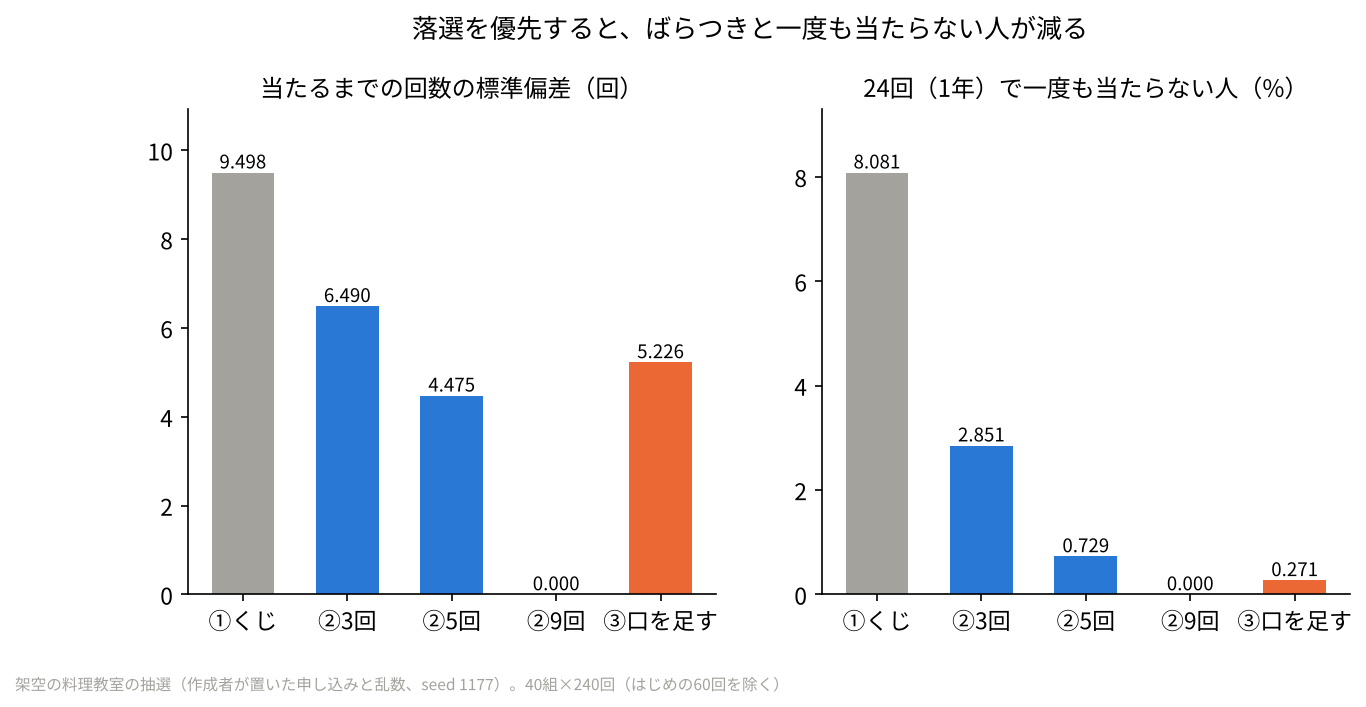 落選を優先すると、ばらつきと一度も当たらない人が減る
当たるまでの回数の標準偏差（回）
10
8
6
4
2
0
9.498
6.490
4.475
0.000
5.226
①くじ
②3回
②5回
②9回
③口を足す
24回（1年）で一度も当たらない人（%）
8
6
4
2
0
8.081
2.851
0.729
0.000
0.271
①くじ
②3回
②5回
②9回
③口を足す
架空の料理教室の抽選（作成者が置いた申し込みと乱数、seed 1177）。40組×240回（はじめの60回を除く）